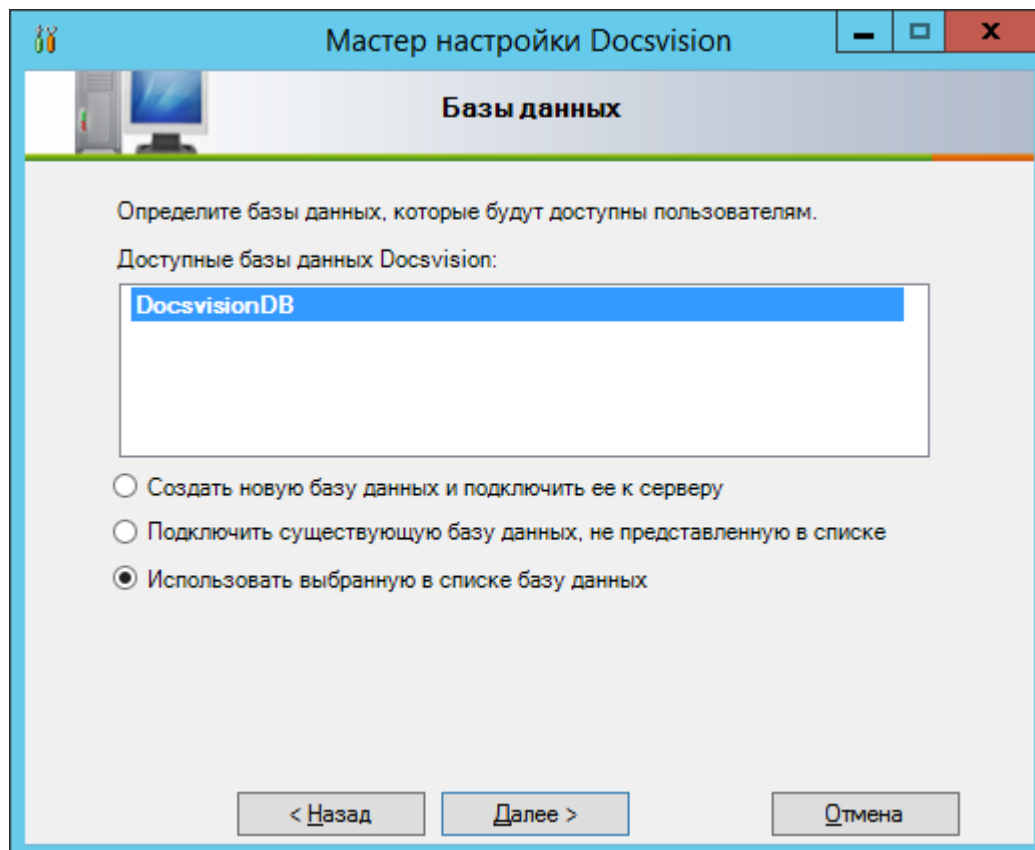 Мастер настройки Docsvision
Базы данных
Определите базы данных, которые будут доступны пользователям.
Доступные базы данных Docsvision:
DocsvisionDB
Создать новую базу данных и подключить ее к серверу
Подключить существующую базу данных, не представленную в списке
Использовать выбранную в списке базу данных
< Назад Далее > Отмена